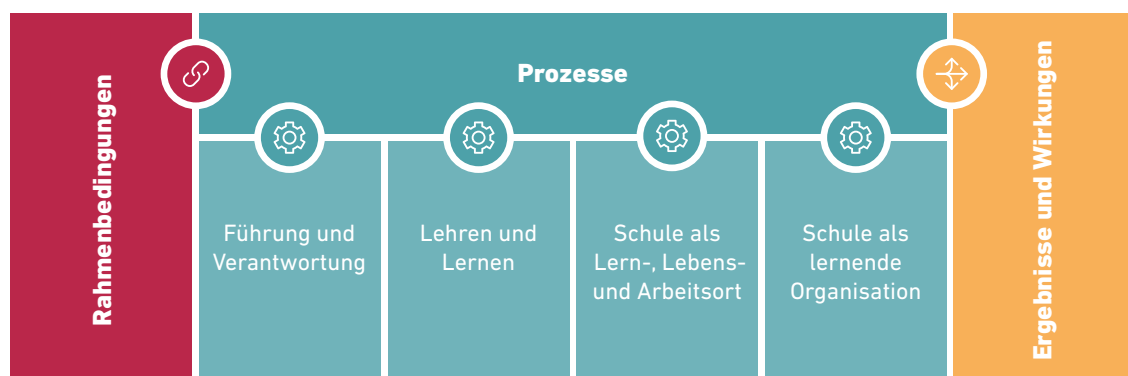 Rahmenbedingungen
Prozesse
Führung und
Verantwortung
Lehren und
Lernen
Schule als
Lern-, Lebens-
und Arbeitsort
Schule als
lernende
Organisation
Ergebnisse und Wirkungen